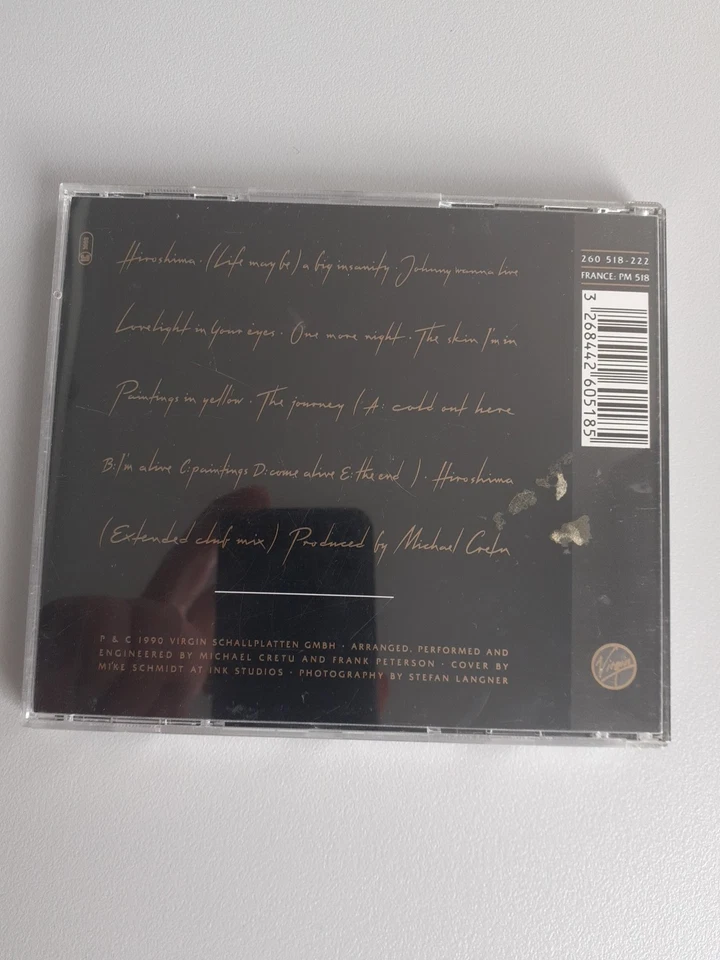 Hiroshima · (Life may be) a big insanity · Johnny wanna live
Lovelight in your eyes · One more night · The skin I'm in
Paintings in yellow · The journey (A: cold out here
B: I'm alive C: paintings D: come alive E: the end ) · Hiroshima
(Extended club mix) Produced by Michael Cretu
P & C 1990 VIRGIN SCHALLPLATTEN GMBH · ARRANGED, PERFORMED AND
ENGINEERED BY MICHAEL CRETU AND FRANK PETERSON · COVER BY
MIKE SCHMIDT AT INK STUDIOS · PHOTOGRAPHY BY STEFAN LANGNER
260 518-222
FRANCE: PM 518
3 268442 605185
Virgin